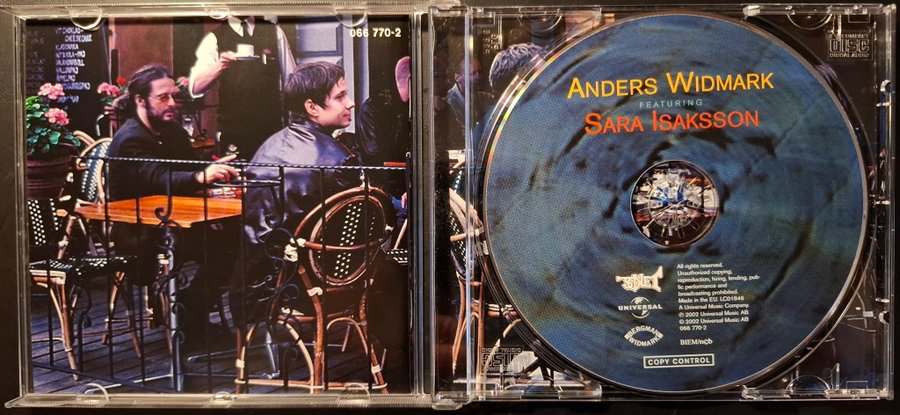 066 770-2
COMPACT
disc
DIGITAL AUDIO
ANDERS WIDMARK
FEATURING
SARA ISAKSSON
All rights reserved.
Unauthorized copying,
reproduction, hiring, lending, pub
lic performance and
broadcasting prohibited.
Made in the EU. LC01846
A Universal Music Company.
℗ 2002 Universal Music AB
© 2002 Universal Music AB
066 770-2
UNIVERSAL
BERGMAN
WIDMARK
BIEM/ncb
COPY CONTROL